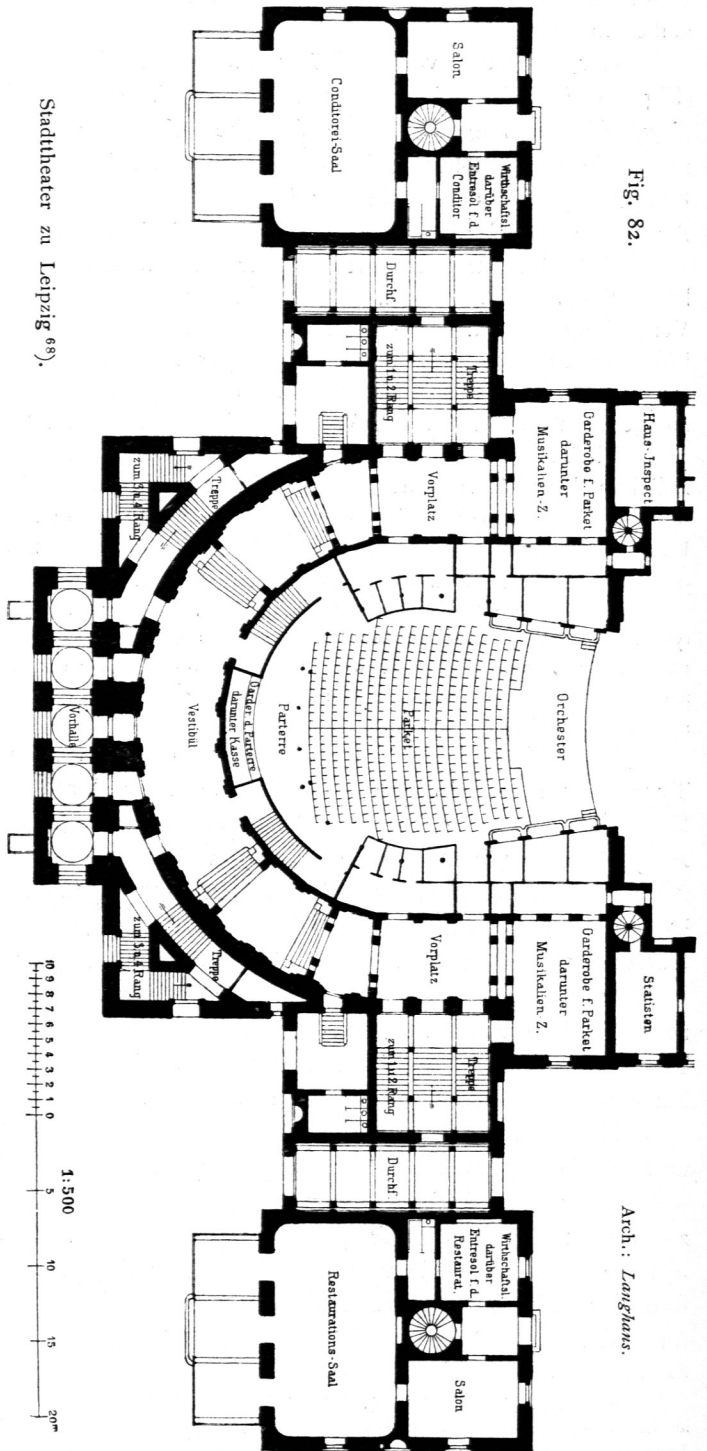 Fig. 82.
Salon
Wirthschaftsl.
darüber
Entresol f. d.
Conditor
Conditorei-Saal
Durchf
Treppe
zum 1 u 2 Rang
Haus-Jnspect
Garderobe f. Parket
darunter
Musikalien-Z.
Vorplatz
Treppe
zum 3 u 4 Rang
Orchester
Parket
Parterre
Garder. d. Parterre
darunter Kasse
Vestibül
Vorhalle
Statisten
Garderobe f. Parket
darunter
Musikalien Z.
Vorplatz
Treppe
zum 3 u 4 Rang
Treppe
zum 1 u 2 Rang
Durchf
Wirthschaftsl.
darüber
Entresol f. d.
Restaurat.
Salon
Restaurations-Saal
Arch.: Langhans.
1:500
10 9 8 7 6 5 4 3 2 1 0 5 10 15 20m
Stadttheater zu Leipzig 68).